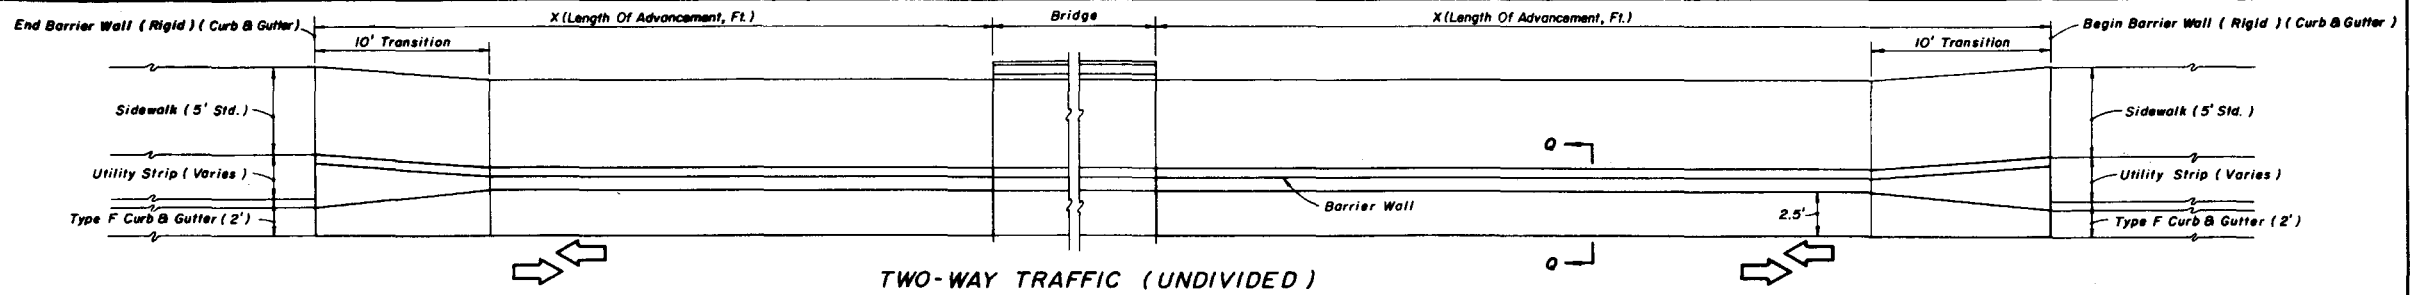 X (Length Of Advancement, Ft.)
Bridge
X (Length Of Advancement, Ft.)
End Barrier Wall ( Rigid ) ( Curb & Gutter)
Begin Barrier Wall ( Rigid ) ( Curb & Gutter )
10' Transition
10' Transition
Sidewalk ( 5' Std. )
Sidewalk ( 5' Std. )
Q
Utility Strip ( Varies )
Utility Strip ( Varies )
Barrier Wall
2.5'
Type F Curb & Gutter ( 2' )
Type F Curb & Gutter ( 2' )
Q
TWO-WAY TRAFFIC ( UNDIVIDED )